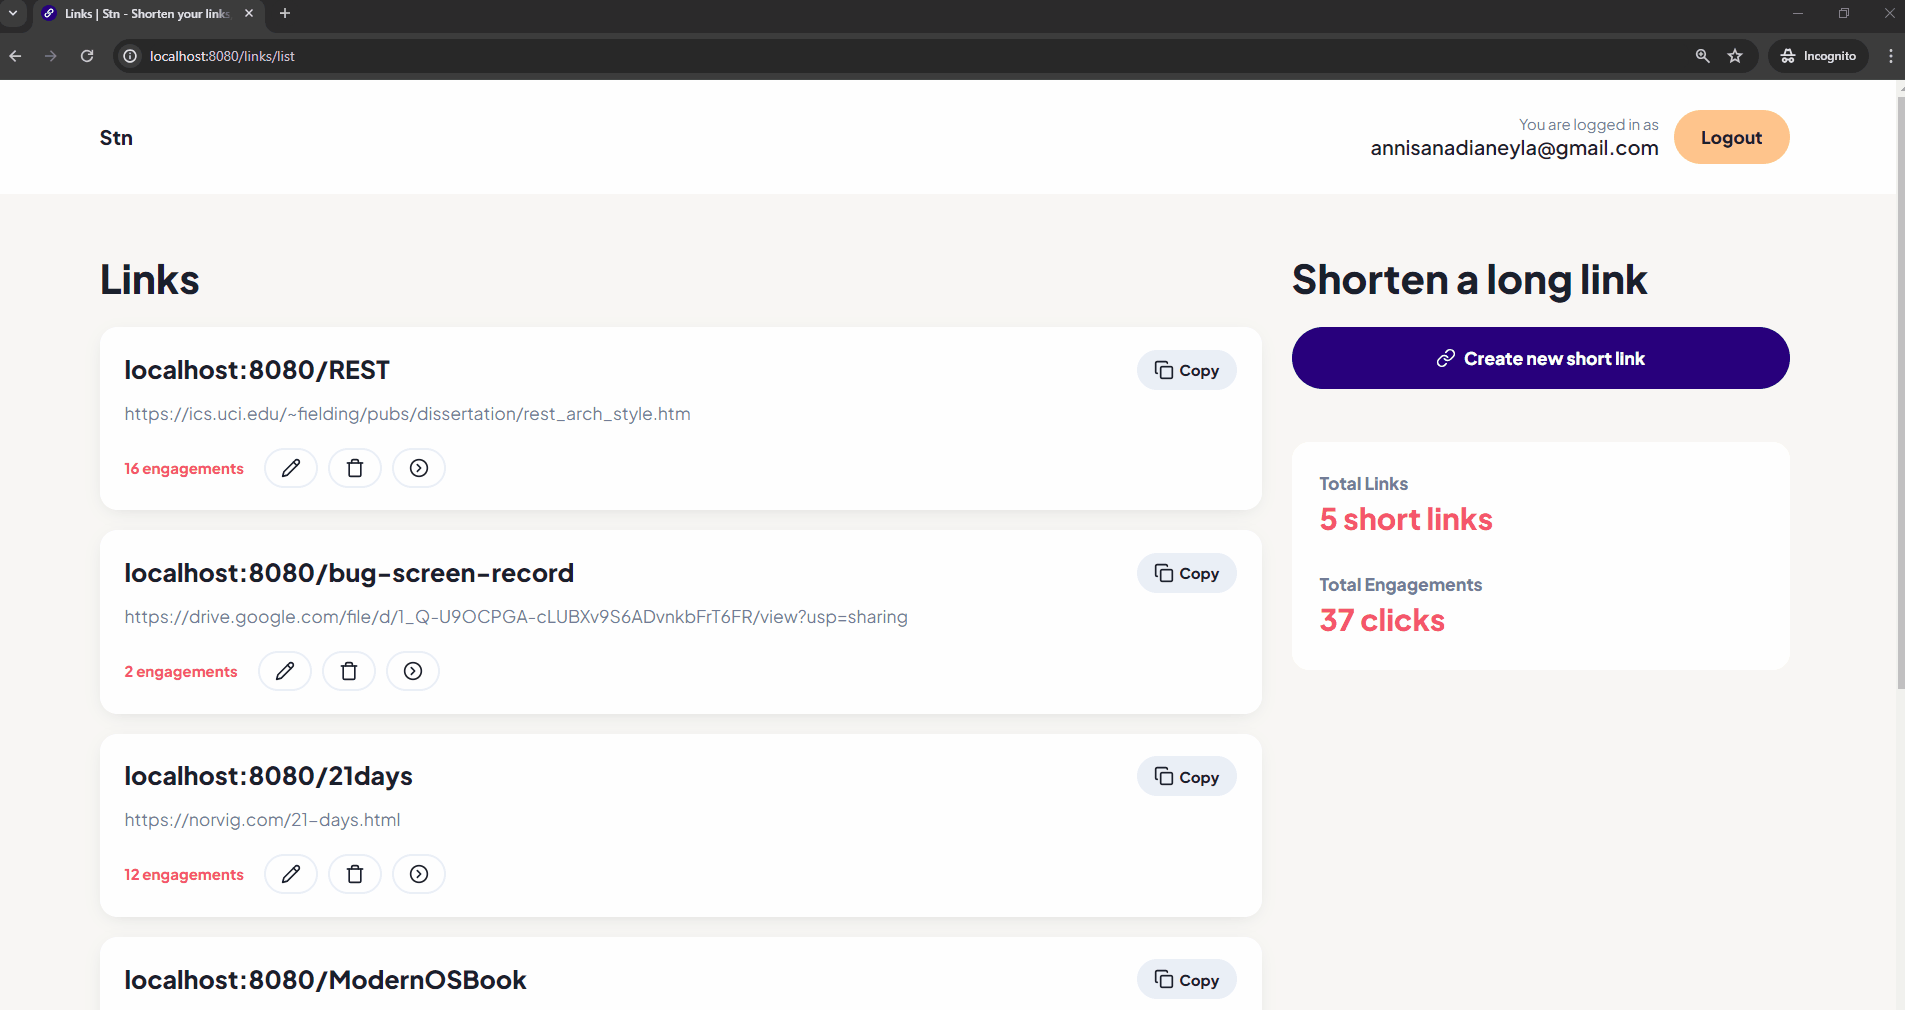 Links | Stn - Shorten your links
localhost:8080/links/list
Incognito
Stn
You are logged in as
annisanadianeyla@gmail.com
Logout
Links
localhost:8080/REST
Copy
https://ics.uci.edu/~fielding/pubs/dissertation/rest_arch_style.htm
16 engagements
localhost:8080/bug-screen-record
Copy
https://drive.google.com/file/d/1_Q-U9OCPGA-cLUBXv9S6ADvnkbFrT6FR/view?usp=sharing
2 engagements
localhost:8080/21days
Copy
https://norvig.com/21-days.html
12 engagements
localhost:8080/ModernOSBook
Copy
Shorten a long link
Create new short link
Total Links
5 short links
Total Engagements
37 clicks